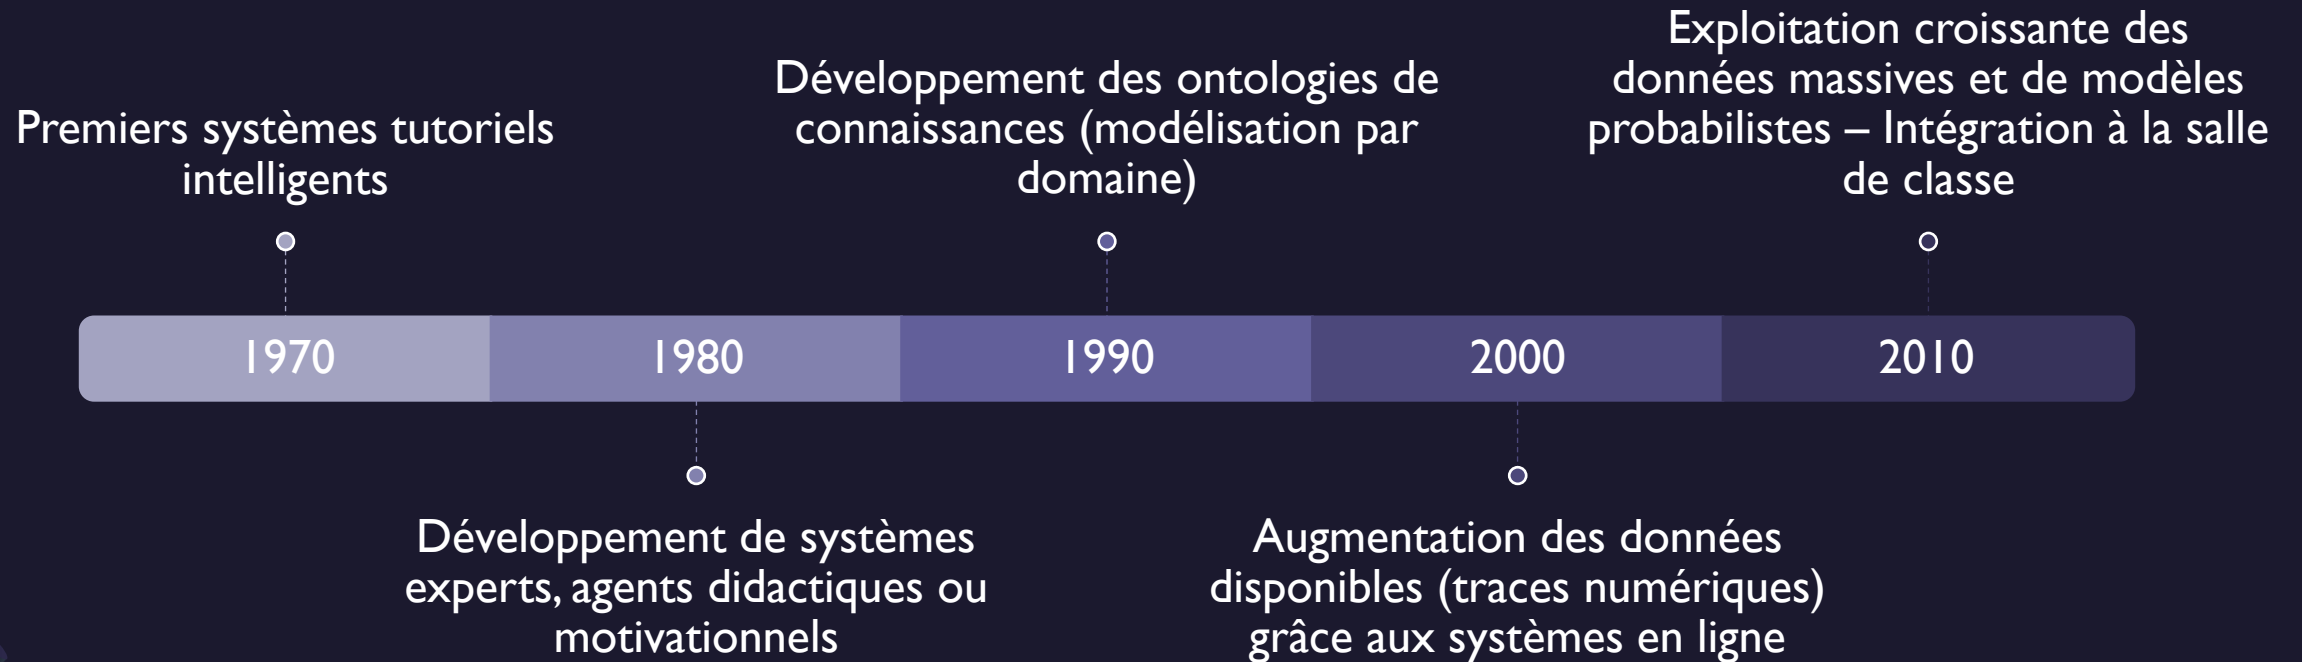 Premiers systèmes tutoriels
intelligents
Développement des ontologies de
connaissances (modélisation par
domaine)
Exploitation croissante des
données massives et de modèles
probabilistes – Intégration à la salle
de classe
1970
1980
1990
2000
2010
Développement de systèmes
experts, agents didactiques ou
motivationnels
Augmentation des données
disponibles (traces numériques)
grâce aux systèmes en ligne